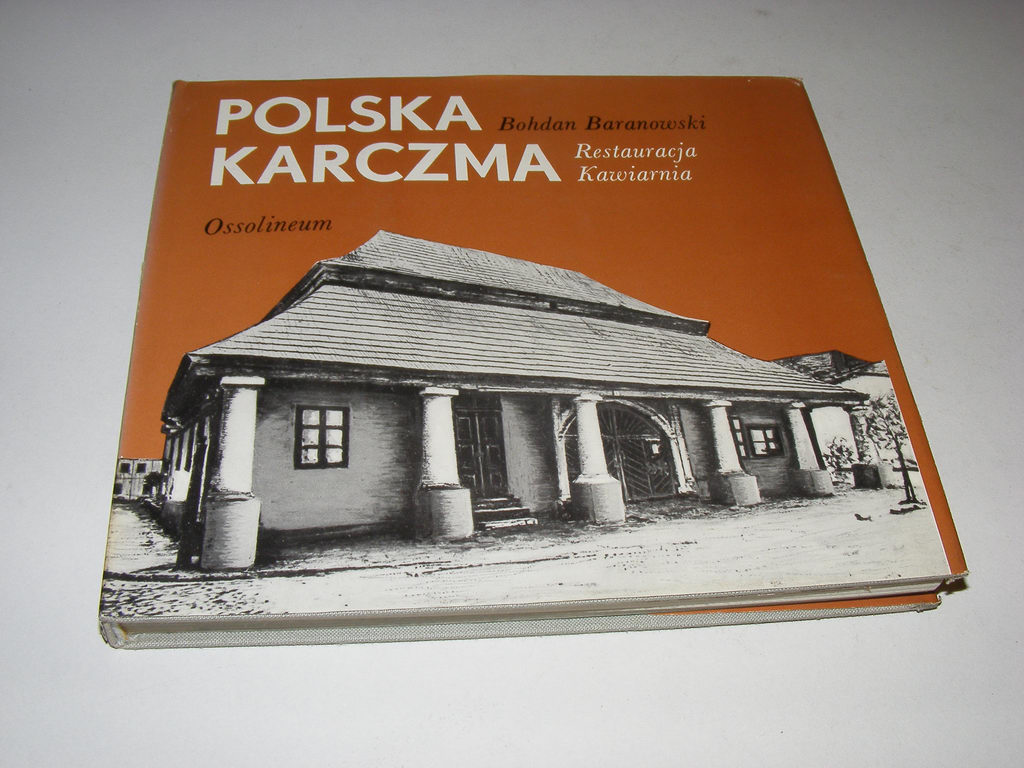 POLSKA
KARCZMA
Bohdan Baranowski
Restauracja
Kawiarnia
Ossolineum